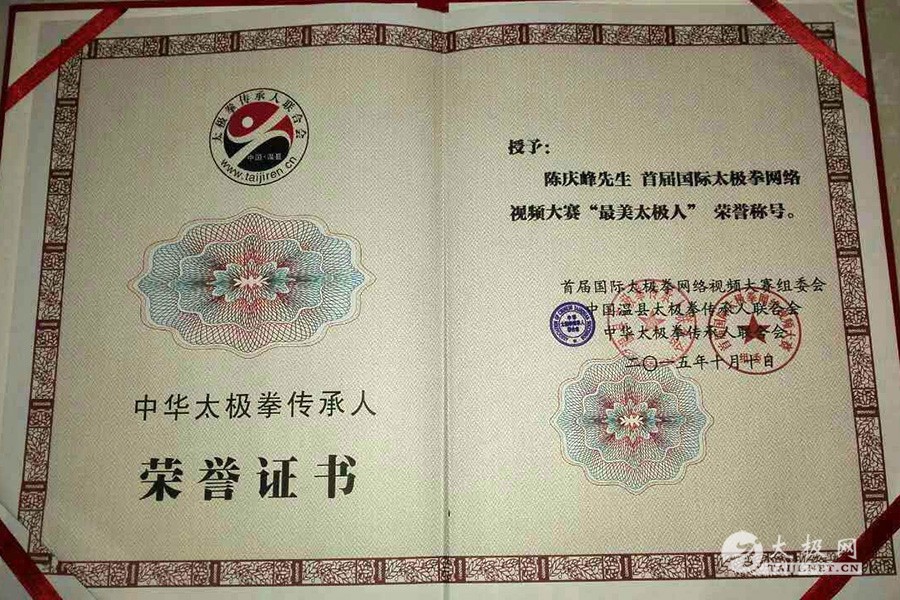 太极拳传承人联合会
中国·温县
www.taijiren.cn
中华太极拳传承人
荣誉证书
授予：
陈庆峰先生 首届国际太极拳网络
视频大赛“最美太极人” 荣誉称号。
首届国际太极拳网络视频大赛组委会
中国温县太极拳传承人联合会
中华太极拳传承人联合会
二〇一五年十月十日
太极网
TAIJI.NET.CN